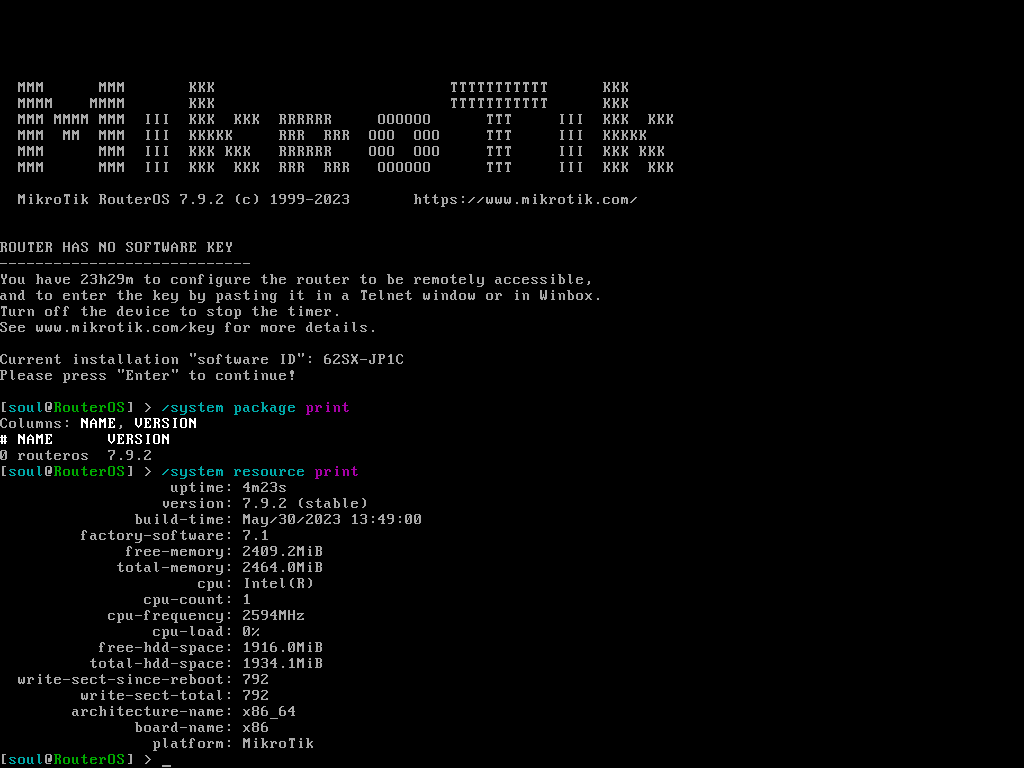 MMM      MMM       KKK                          TTTTTTTTTTT      KKK
MMMM    MMMM       KKK                          TTTTTTTTTTT      KKK
MMM MMMM MMM  III  KKK  KKK  RRRRRR     OOOOOO      TTT     III  KKK  KKK
MMM  MM  MMM  III  KKKKK     RRR  RRR  OOO  OOO     TTT     III  KKKKK
MMM      MMM  III  KKK KKK   RRRRRR    OOO  OOO     TTT     III  KKK KKK
MMM      MMM  III  KKK  KKK  RRR  RRR   OOOOOO      TTT     III  KKK  KKK
MikroTik RouterOS 7.9.2 (c) 1999-2023       https://www.mikrotik.com/
ROUTER HAS NO SOFTWARE KEY
----------------------------
You have 23h29m to configure the router to be remotely accessible,
and to enter the key by pasting it in a Telnet window or in Winbox.
Turn off the device to stop the timer.
See www.mikrotik.com/key for more details.
Current installation "software ID": 62SX-JP1C
Please press "Enter" to continue!
[soul@RouterOS] > /system package print
Columns: NAME, VERSION
# NAME      VERSION
0 routeros  7.9.2
[soul@RouterOS] > /system resource print
uptime: 4m23s
version: 7.9.2 (stable)
build-time: May/30/2023 13:49:00
factory-software: 7.1
free-memory: 2409.2MiB
total-memory: 2464.0MiB
cpu: Intel(R)
cpu-count: 1
cpu-frequency: 2594MHz
cpu-load: 0%
free-hdd-space: 1916.0MiB
total-hdd-space: 1934.1MiB
write-sect-since-reboot: 792
write-sect-total: 792
architecture-name: x86_64
board-name: x86
platform: MikroTik
[soul@RouterOS] > _